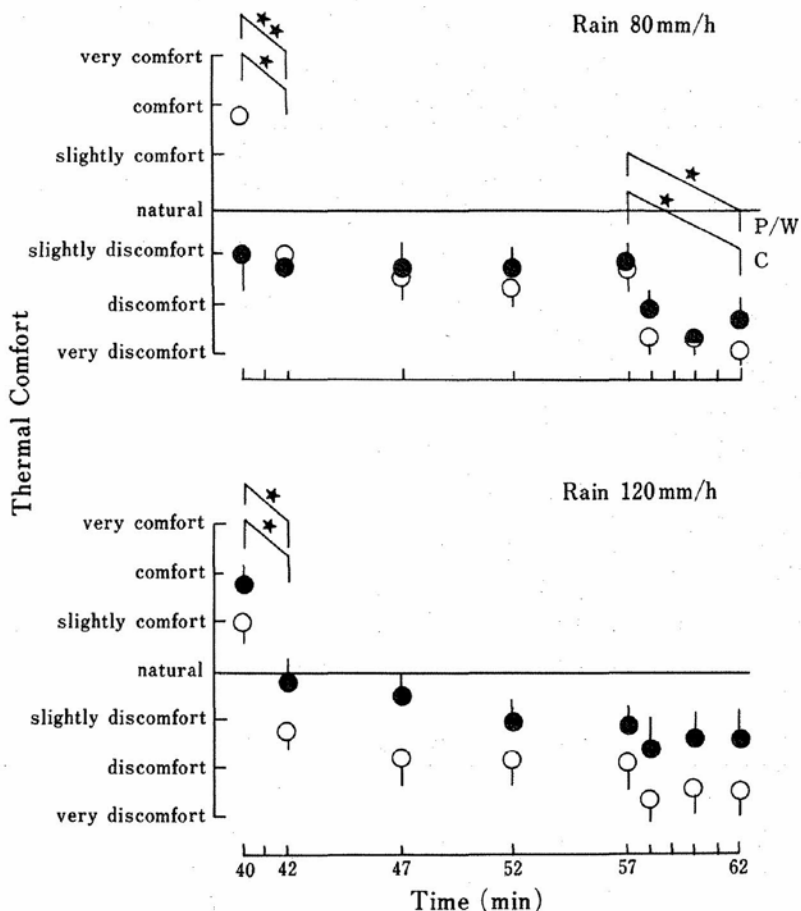 Rain 80mm/h
very comfort
comfort
slightly comfort
natural
P/W
slightly discomfort
C
discomfort
very discomfort
Thermal Comfort
Rain 120mm/h
very comfort
comfort
slightly comfort
natural
slightly discomfort
discomfort
very discomfort
40 42 47 52 57 62
Time (min)